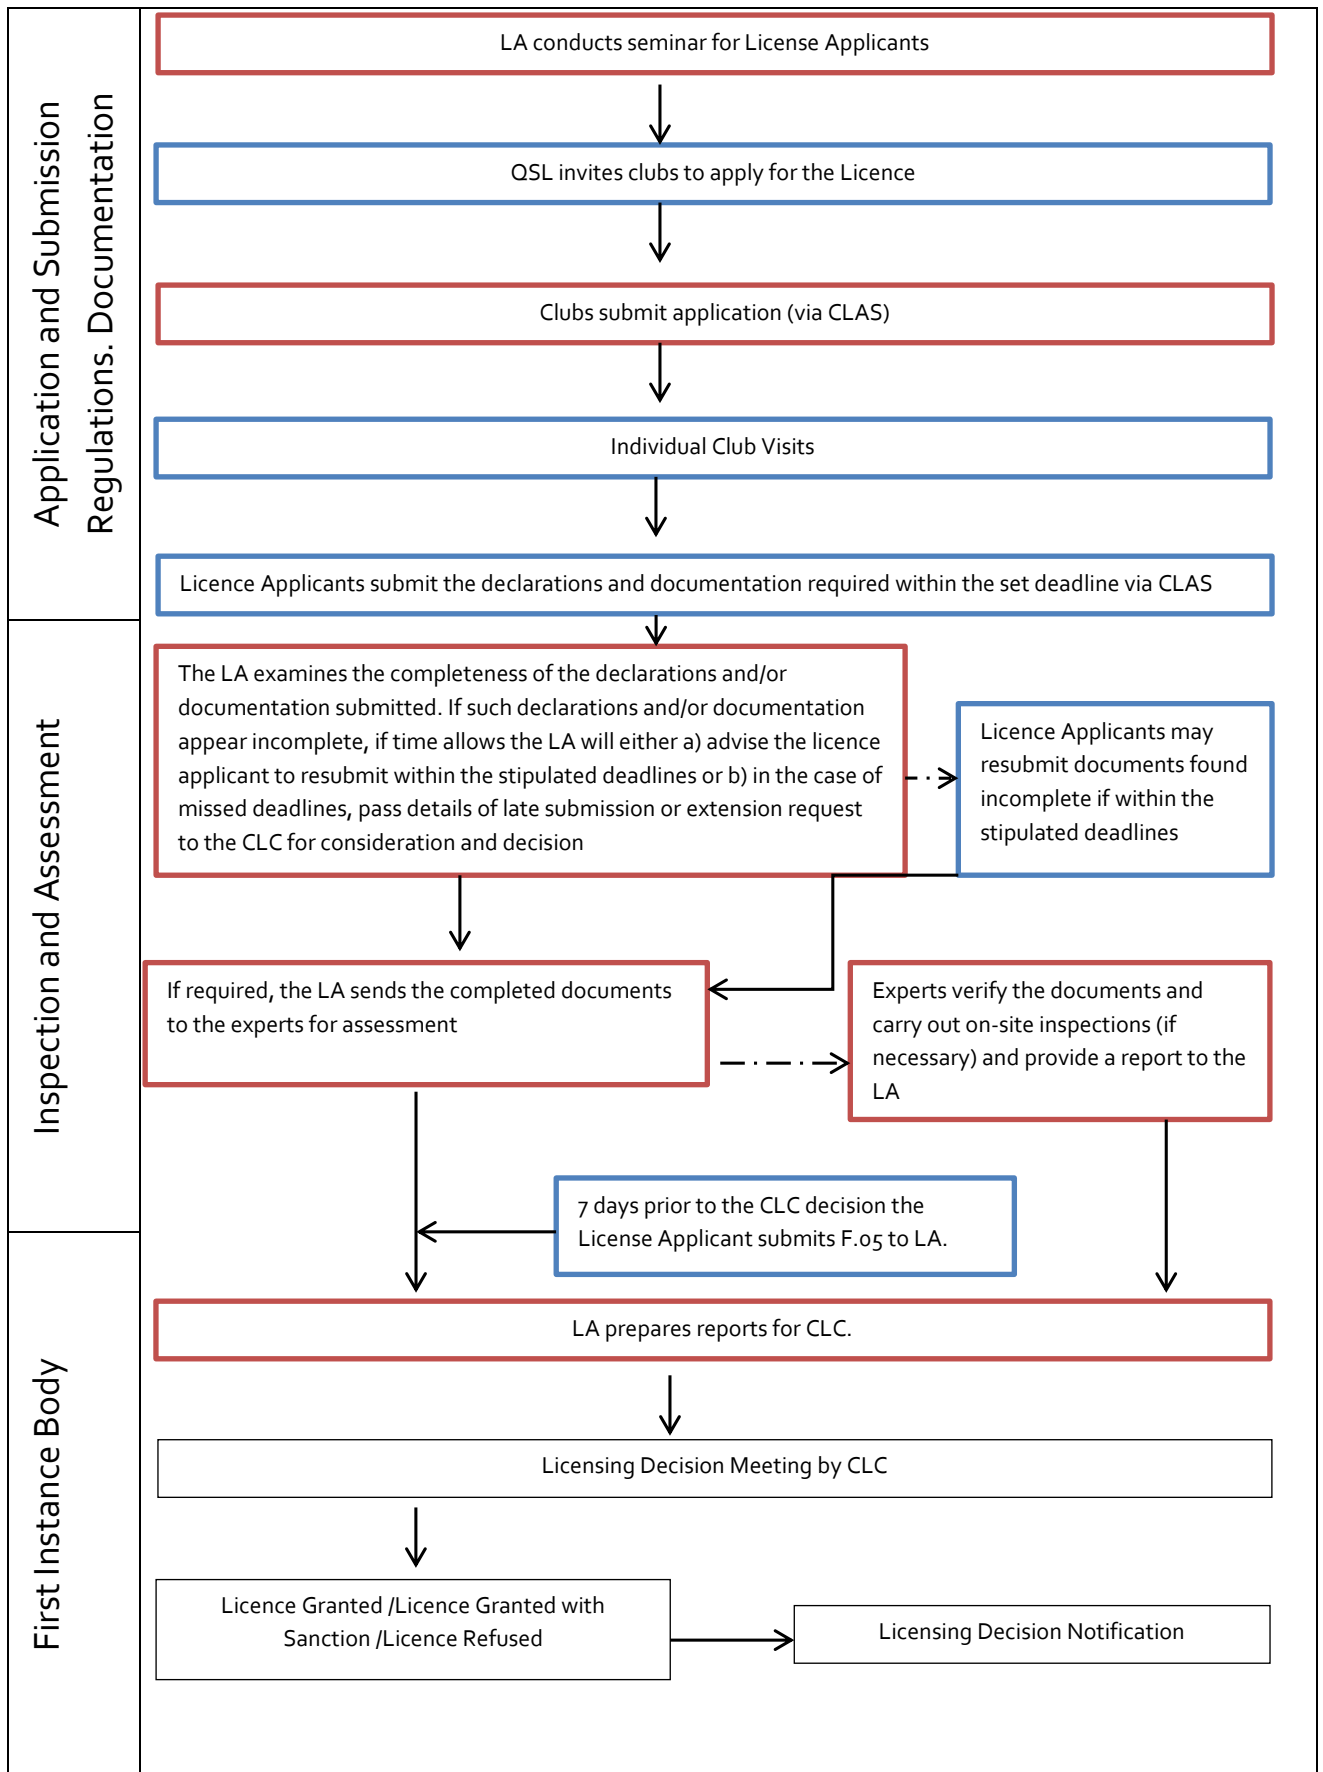 Application and Submission
Regulations. Documentation
LA conducts seminar for License Applicants
QSL invites clubs to apply for the Licence
Clubs submit application (via CLAS)
Individual Club Visits
Licence Applicants submit the declarations and documentation required within the set deadline via CLAS
Inspection and Assessment
The LA examines the completeness of the declarations and/or
documentation submitted. If such declarations and/or documentation
appear incomplete, if time allows the LA will either a) advise the licence
applicant to resubmit within the stipulated deadlines or b) in the case of
missed deadlines, pass details of late submission or extension request
to the CLC for consideration and decision
Licence Applicants may
resubmit documents found
incomplete if within the
stipulated deadlines
If required, the LA sends the completed documents
to the experts for assessment
Experts verify the documents and
carry out on-site inspections (if
necessary) and provide a report to the
LA
7 days prior to the CLC decision the
License Applicant submits F.05 to LA.
First Instance Body
LA prepares reports for CLC.
Licensing Decision Meeting by CLC
Licence Granted /Licence Granted with
Sanction /Licence Refused
Licensing Decision Notification